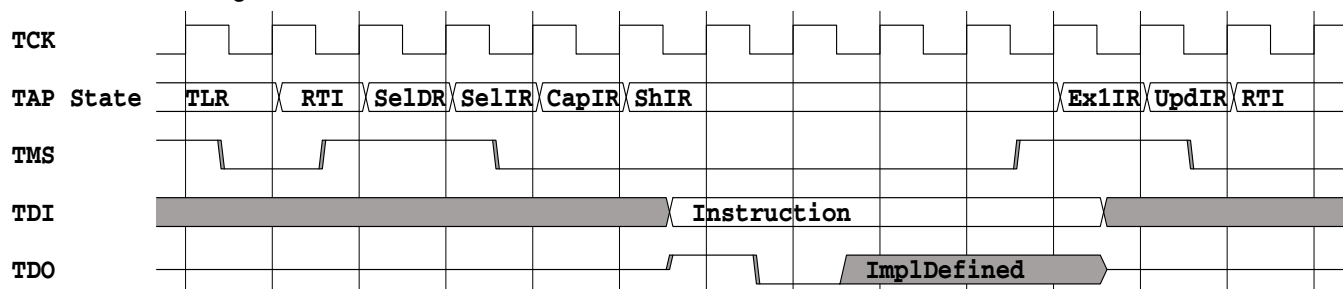 TCK
TAP State TLR RTI SelDR SelIR CapIR ShIR Ex1IR UpdIR RTI
TMS
TDI Instruction
TDO ImplDefined